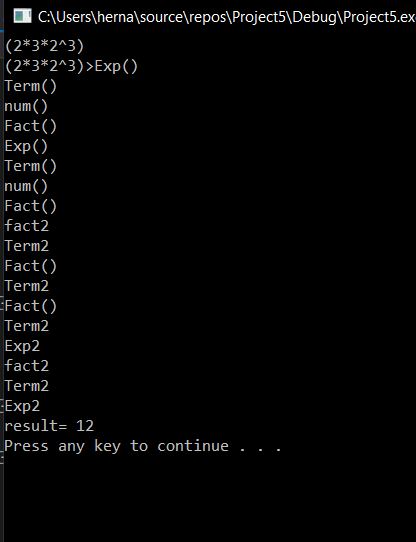 C:\Users\herna\source\repos\Project5\Debug\Project5.ex
(2*3*2^3)
(2*3*2^3)>Exp()
Term()
num()
Fact()
Exp()
Term()
num()
Fact()
fact2
Term2
Fact()
Term2
Fact()
Term2
Exp2
fact2
Term2
Exp2
result= 12
Press any key to continue . . .